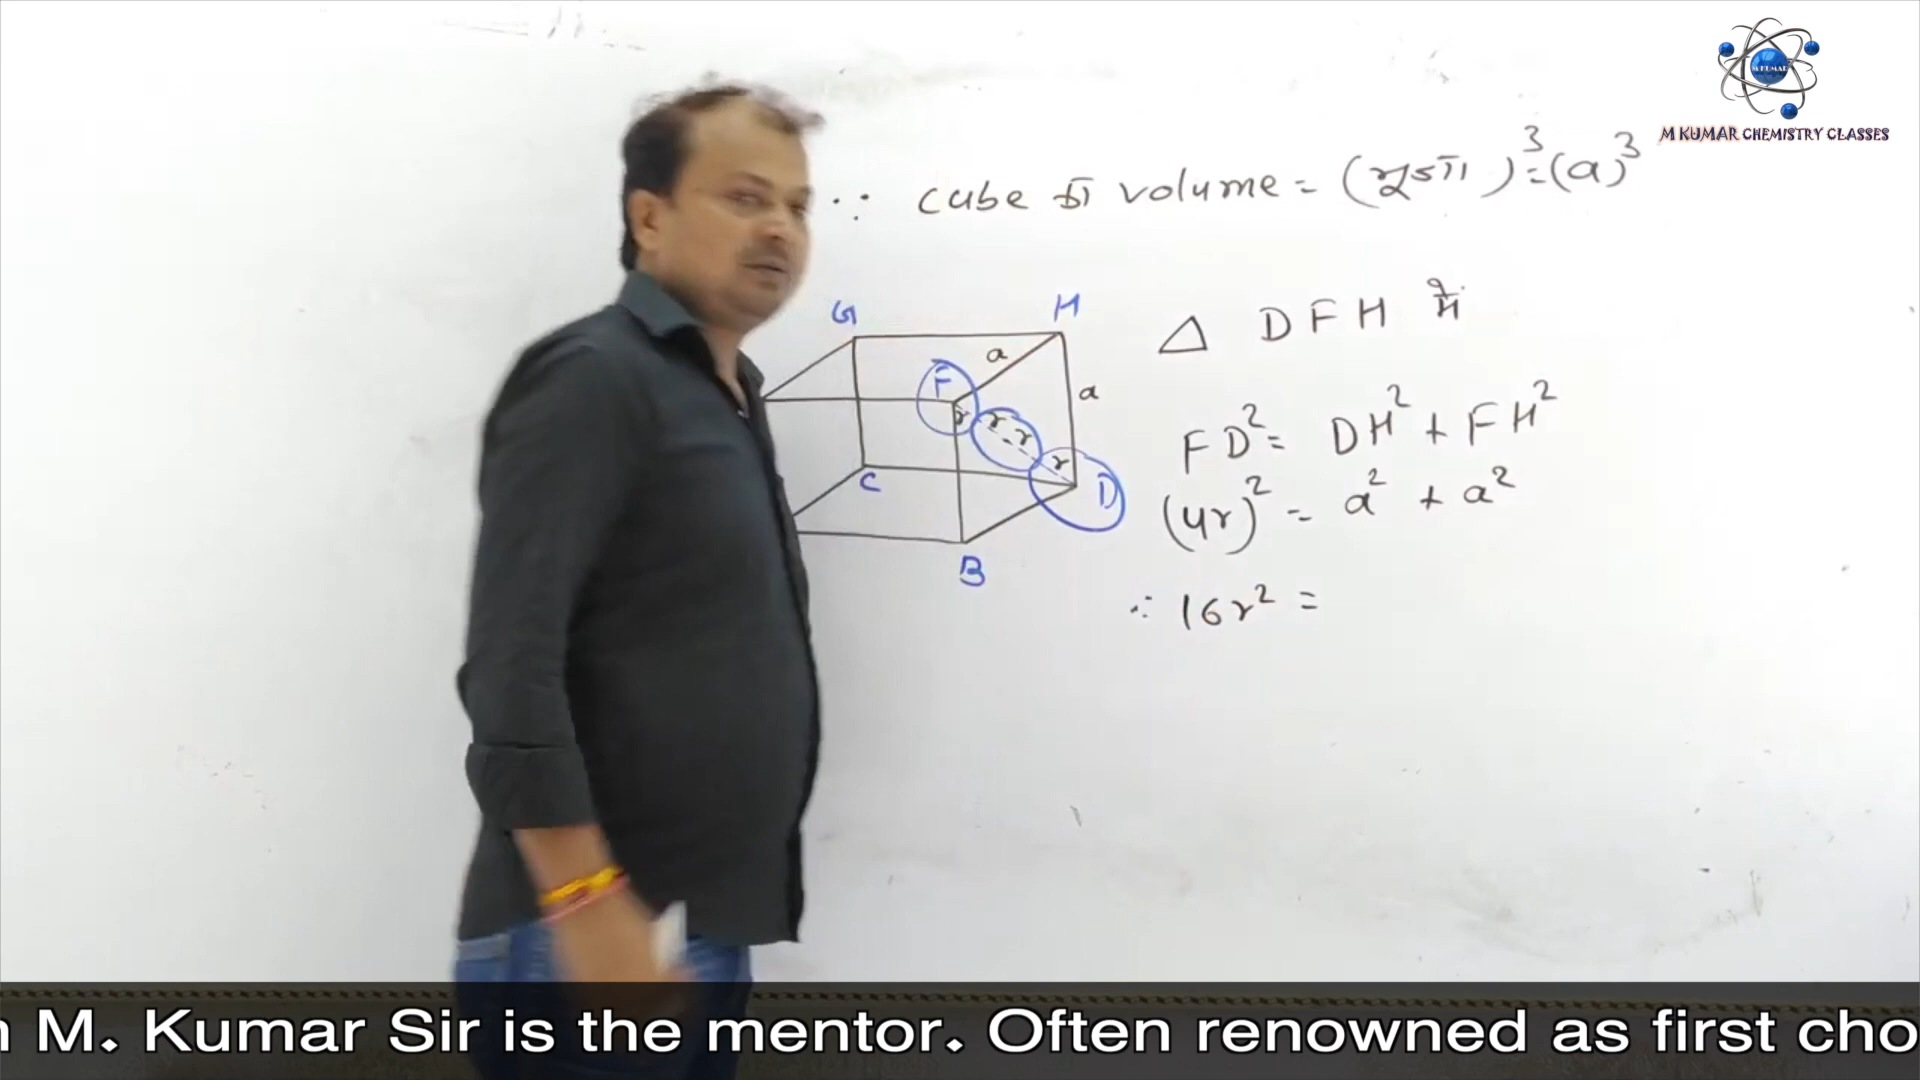 M KUMAR
M KUMAR CHEMISTRY CLASSES
∵ cube का volume = (भुजा)³ = (a)³
G
H
△ DFH में
a
F
a
r
r
r
r
FD² = DH² + FH²
C
D
(4r)² = a² + a²
B
∵ 16r² =
M. Kumar Sir is the mentor. Often renowned as first cho